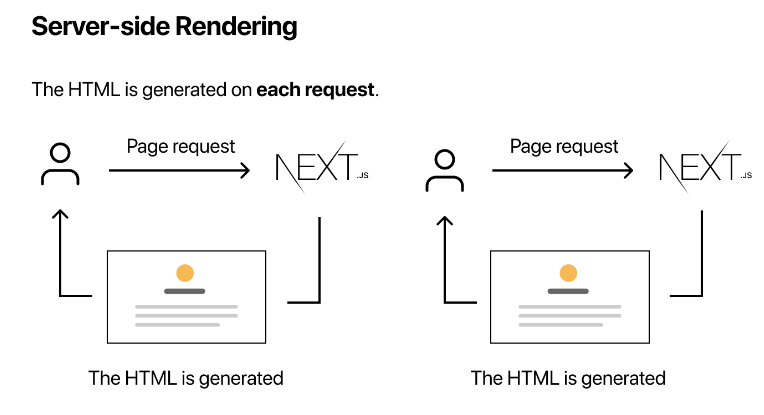 Server-side Rendering
The HTML is generated on each request.
Page request
NEXT.JS
Page request
NEXT.JS
The HTML is generated
The HTML is generated